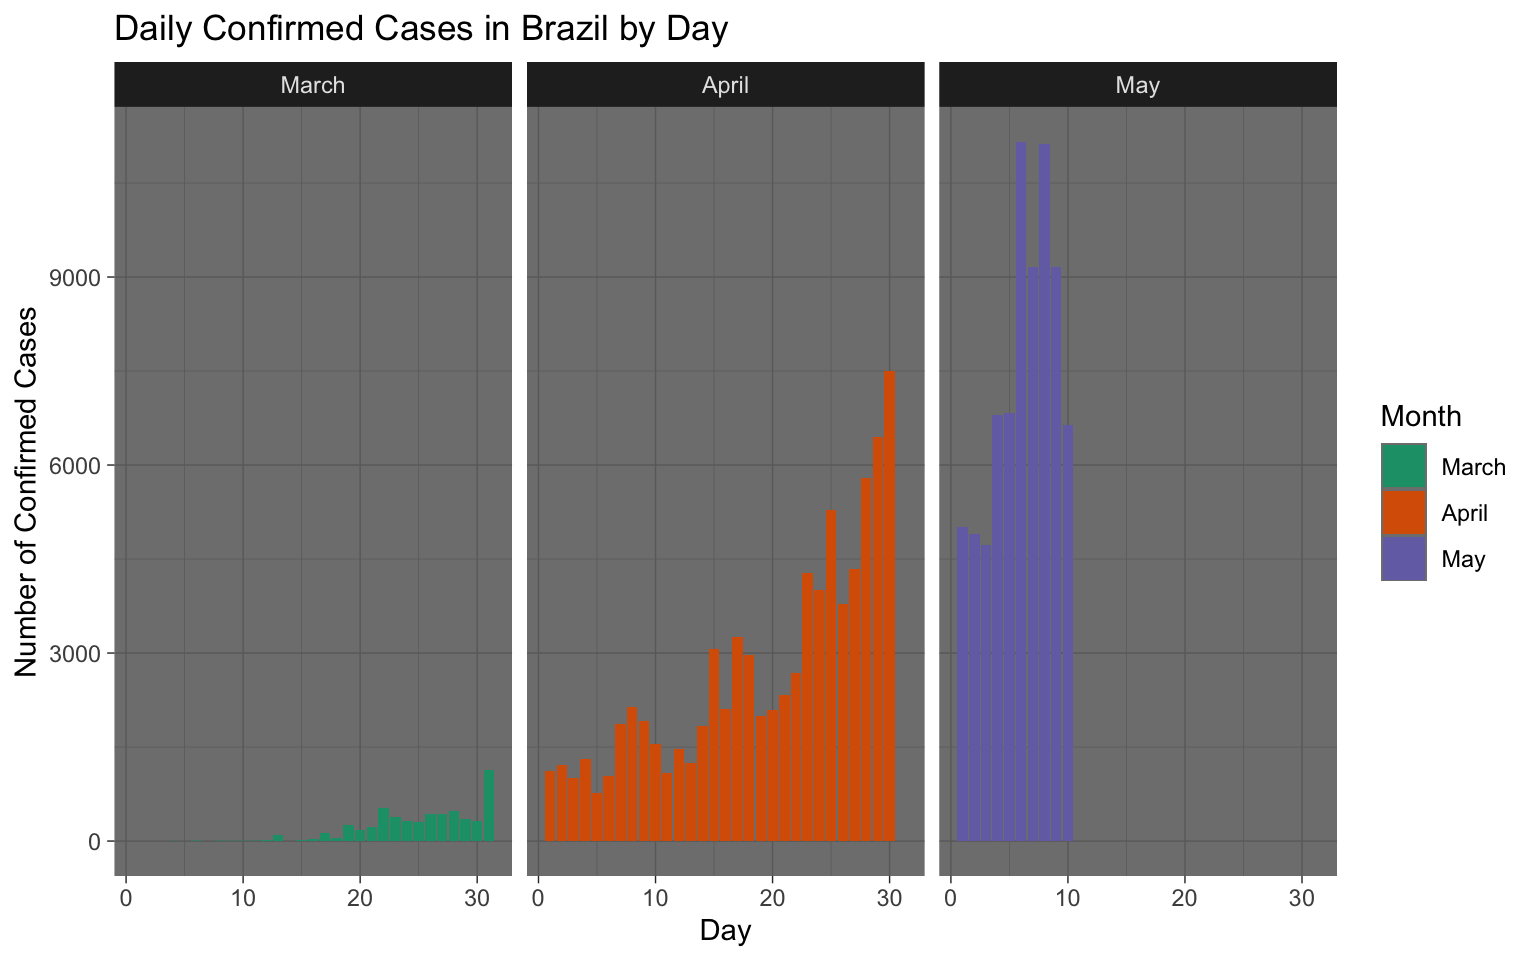 Daily Confirmed Cases in Brazil by Day
March April May
Number of Confirmed Cases
9000
6000
3000
0
0 10 20 30 0 10 20 30 0 10 20 30
Day
Month
March
April
May